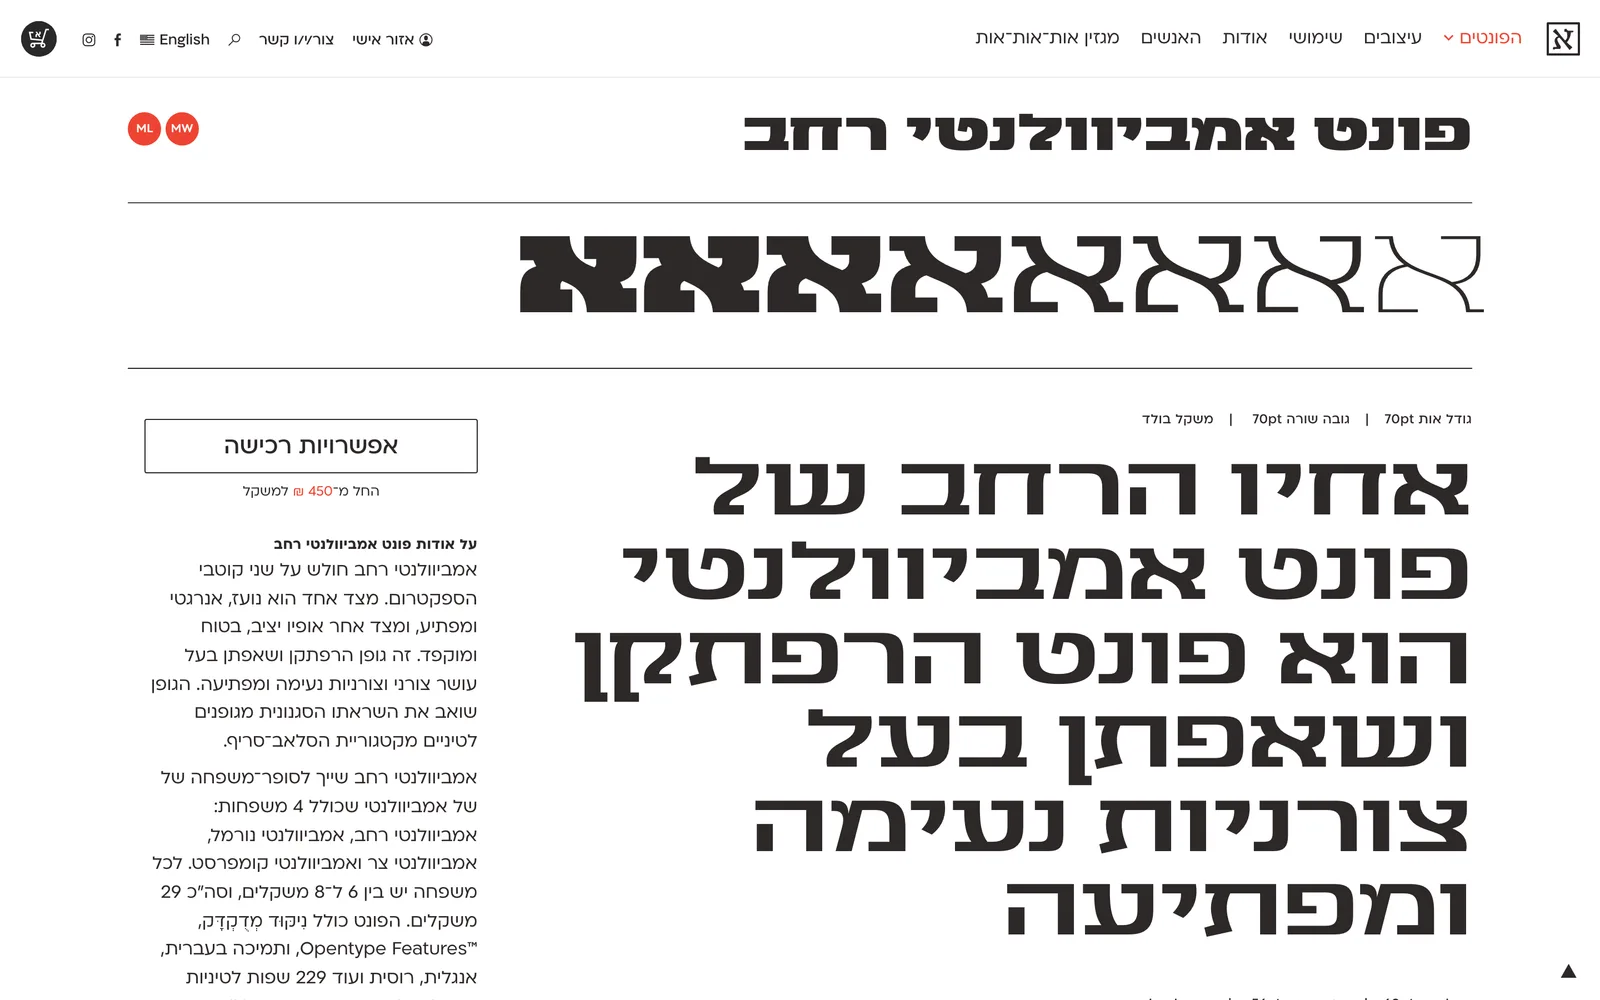 א
הפונטים
עיצובים
שימושי
אודות
האנשים
מגזין אות־אות־אות
אזור אישי
צור/י/ו קשר
English
פונט אמביוולנטי רחב
MW
ML
אאאאאאאא
גודל אות 70pt | גובה שורה 70pt | משקל בולד
אחיו הרחב של
פונט אמביוולנטי
הוא פונט הרפתקן
ושאפתן בעל
צורניות נעימה
ומפתיעה
אפשרויות רכישה
החל מ־450 ₪ למשקל
על אודות פונט אמביוולנטי רחב
אמביוולנטי רחב חולש על שני קוטבי
הספקטרום. מצד אחד הוא נועז, אנרגטי
ומפתיע, ומצד אחר אופיו יציב, בטוח
ומוקפד. זה גופן הרפתקן ושאפתן בעל
עושר צורני וצורניות נעימה ומפתיעה. הגופן
שואב את השראתו הסגנונית מגופנים
לטיניים מקטגוריית הסלאב־סריף.
אמביוולנטי רחב שייך לסופר־משפחה של
של אמביוולנטי שכולל 4 משפחות:
אמביוולנטי רחב, אמביוולנטי נורמל,
אמביוולנטי צר ואמביוולנטי קומפרסט. לכל
משפחה יש בין 6 ל־8 משקלים, וסה״כ 29
משקלים. הפונט כולל נִיקּוּד מְדֻקְדָּק,
Opentype Features™, ותמיכה בעברית,
אנגלית, רוסית ועוד 229 שפות לטיניות